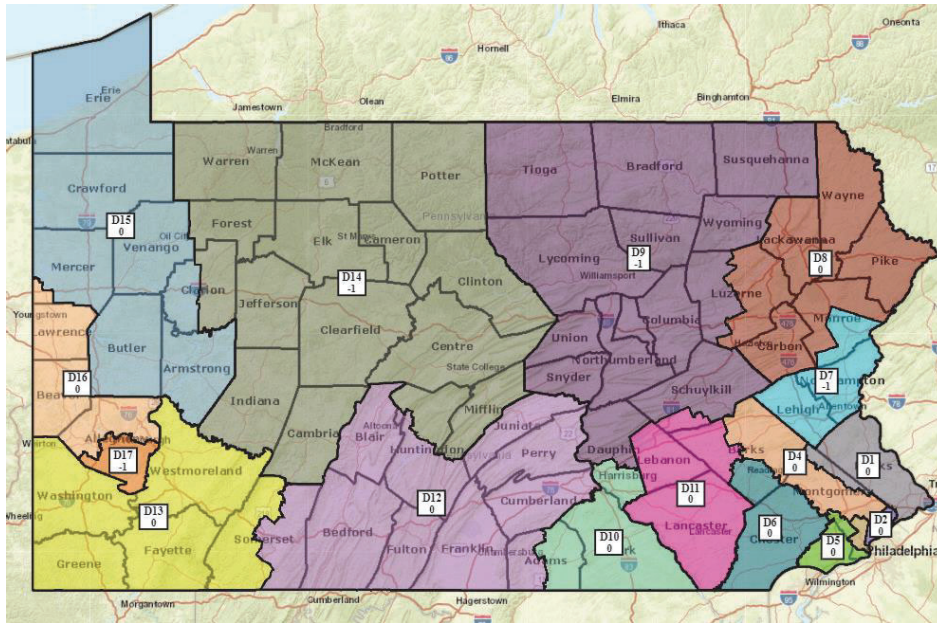 Ithaca
Oneonta
Hornell
86
88
Erie
Erie
Jamestown
Olean
Elmira
Binghamton
Bradford
Warren
Warren
McKean
Potter
Tioga
Bradford
Susquehanna
Wayne
Crawford
Pennsylvania
Forest
Wyoming
D15
0
Venango
Oil City
Elk
Cameron
Sullivan
D9
-1
Lackawanna
D8
0
Pike
Mercer
Lycoming
Williamsport
D14
-1
Clinton
Clarion
Jefferson
Luzerne
Columbia
Monroe
Youngstown
Lawrence
Clearfield
Centre
Union
Carbon
Butler
Armstrong
State College
Northumberland
Snyder
D7
-1
D16
0
Beaver
Schuylkill
Lehigh
Allentown
78
Indiana
Mifflin
Juniata
Altoona
Blair
Huntingdon
22
Cambria
Perry
Dauphin
Lebanon
Berks
D4
0
D1
0
D17
-1
Westmoreland
Harrisburg
Montgomery
Washington
D13
0
D12
0
Cumberland
D11
0
Wheeling
Somerset
Bedford
Lancaster
Lancaster
D6
0
Chester
D2
0
D10
0
D5
0
Philadelphia
Greene
Fayette
Fulton
Franklin
Chambersburg
Adams
York
Wilmington
Morgantown
Cumberland
Hagerstown
95